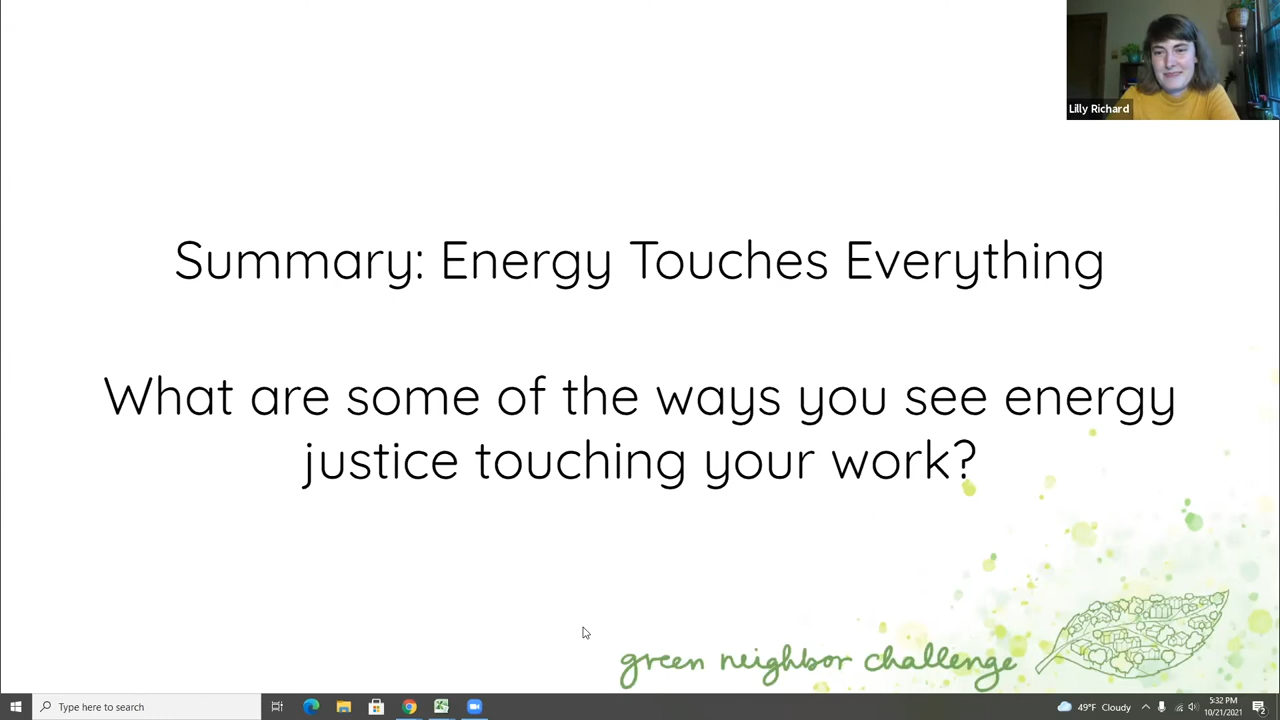 Lilly Richard
Summary: Energy Touches Everything
What are some of the ways you see energy
justice touching your work?
green neighbor challenge
Type here to search
49°F Cloudy
5:32 PM
10/21/2021
2